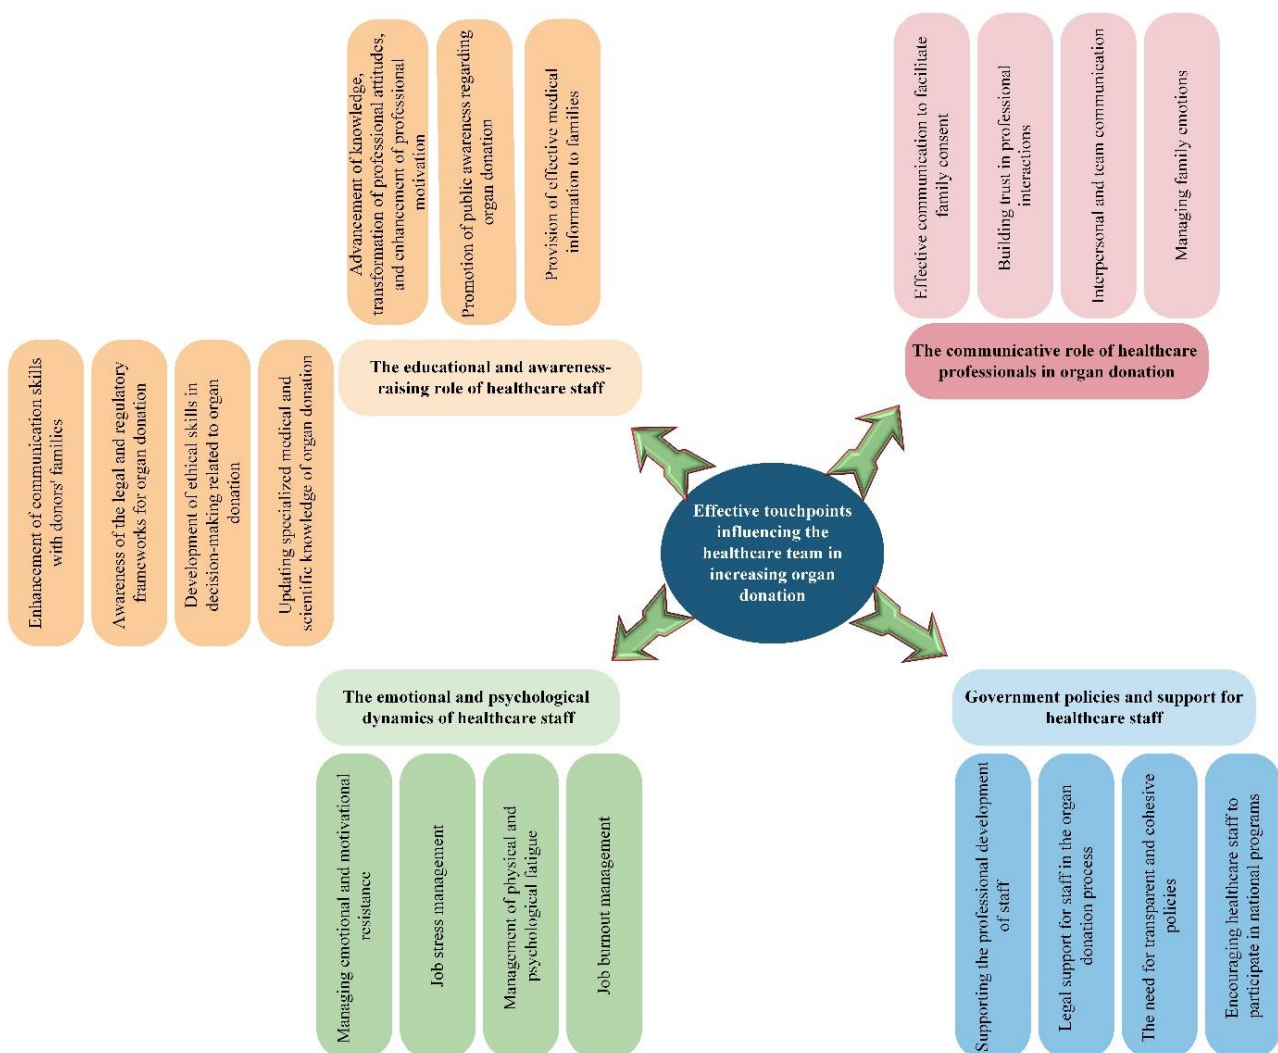 Advancement of knowledge,
transformation of professional attitudes,
and enhancement of professional
motivation
Promotion of public awareness regarding
organ donation
Provision of effective medical
information to families
The educational and awareness-
raising role of healthcare staff
Enhancement of communication skills
with donors' families
Awareness of the legal and regulatory
frameworks for organ donation
Development of ethical skills in
decision-making related to organ
donation
Updating specialized medical and
scientific knowledge of organ donation
Effective communication to facilitate
family consent
Building trust in professional
interactions
Interpersonal and team communication
Managing family emotions
The communicative role of healthcare
professionals in organ donation
Effective touchpoints
influencing the
healthcare team in
increasing organ
donation
The emotional and psychological
dynamics of healthcare staff
Managing emotional and motivational
resistance
Job stress management
Management of physical and
psychological fatigue
Job burnout management
Government policies and support for
healthcare staff
Supporting the professional development
of staff
Legal support for staff in the organ
donation process
The need for transparent and cohesive
policies
Encouraging healthcare staff to
participate in national programs